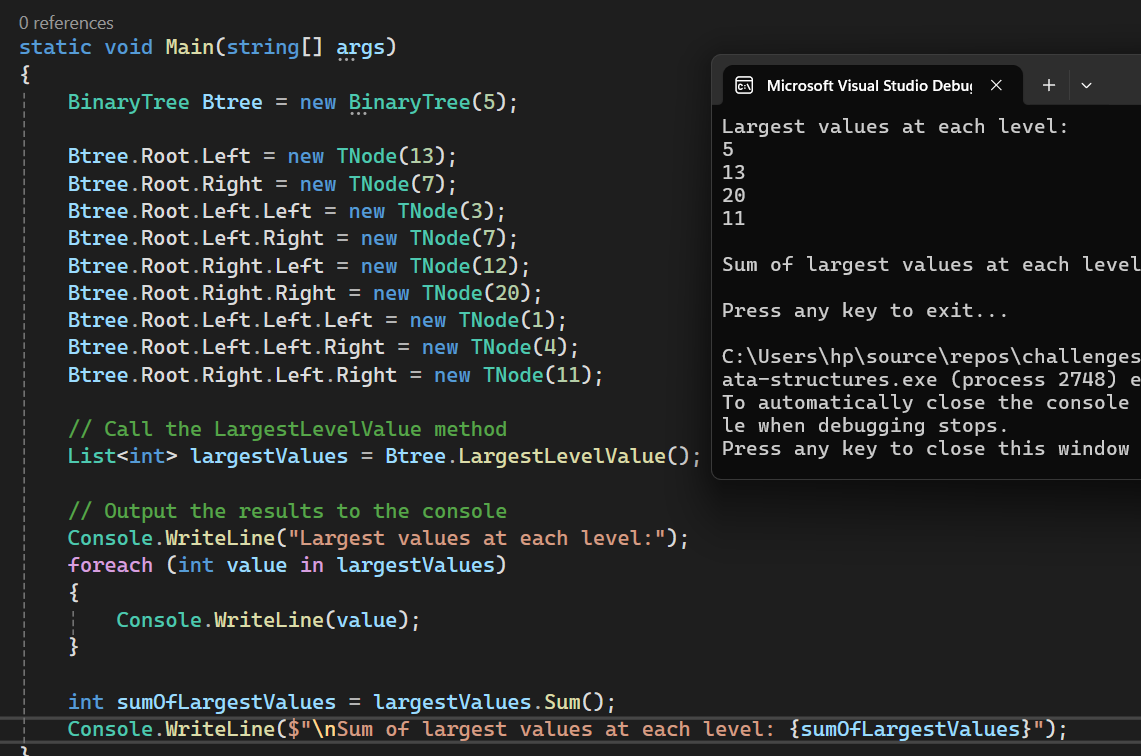 0 references
static void Main(string[] args)
{
BinaryTree Btree = new BinaryTree(5);
Btree.Root.Left = new TNode(13);
Btree.Root.Right = new TNode(7);
Btree.Root.Left.Left = new TNode(3);
Btree.Root.Left.Right = new TNode(7);
Btree.Root.Right.Left = new TNode(12);
Btree.Root.Right.Right = new TNode(20);
Btree.Root.Left.Left.Left = new TNode(1);
Btree.Root.Left.Left.Right = new TNode(4);
Btree.Root.Right.Left.Right = new TNode(11);
// Call the LargestLevelValue method
List<int> largestValues = Btree.LargestLevelValue();
// Output the results to the console
Console.WriteLine("Largest values at each level:");
foreach (int value in largestValues)
{
Console.WriteLine(value);
}
int sumOfLargestValues = largestValues.Sum();
Console.WriteLine($"\nSum of largest values at each level: {sumOfLargestValues}");
}
Microsoft Visual Studio Debug
Largest values at each level:
5
13
20
11
Sum of largest values at each level
Press any key to exit...
C:\Users\hp\source\repos\challenges
ata-structures.exe (process 2748) e
To automatically close the console
le when debugging stops.
Press any key to close this window